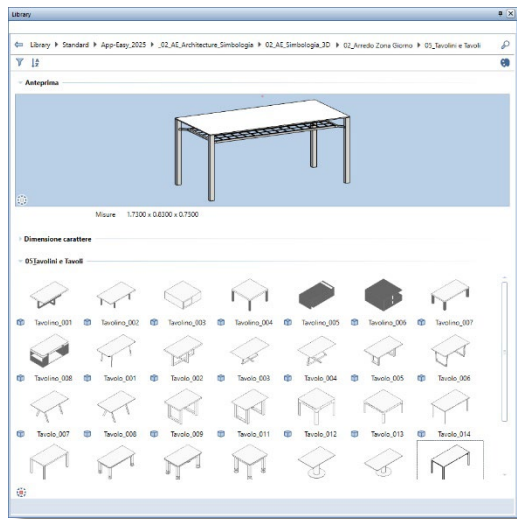 Library
Library Standard App-Easy_2025 _02_AE_Architecture_Simbologia 02_AE_Simbologia_3D 02_Arredo Zona Giorno 05_Tavolini e Tavoli
Anteprima
Misure 1.7300 x 0.8300 x 0.7300
Dimensione carattere
05_Tavolini e Tavoli
Tavolino_001 Tavolino_002 Tavolino_003 Tavolino_004 Tavolino_005 Tavolino_006 Tavolino_007
Tavolino_008 Tavolo_001 Tavolo_002 Tavolo_003 Tavolo_004 Tavolo_005 Tavolo_006
Tavolo_007 Tavolo_008 Tavolo_009 Tavolo_011 Tavolo_012 Tavolo_013 Tavolo_014